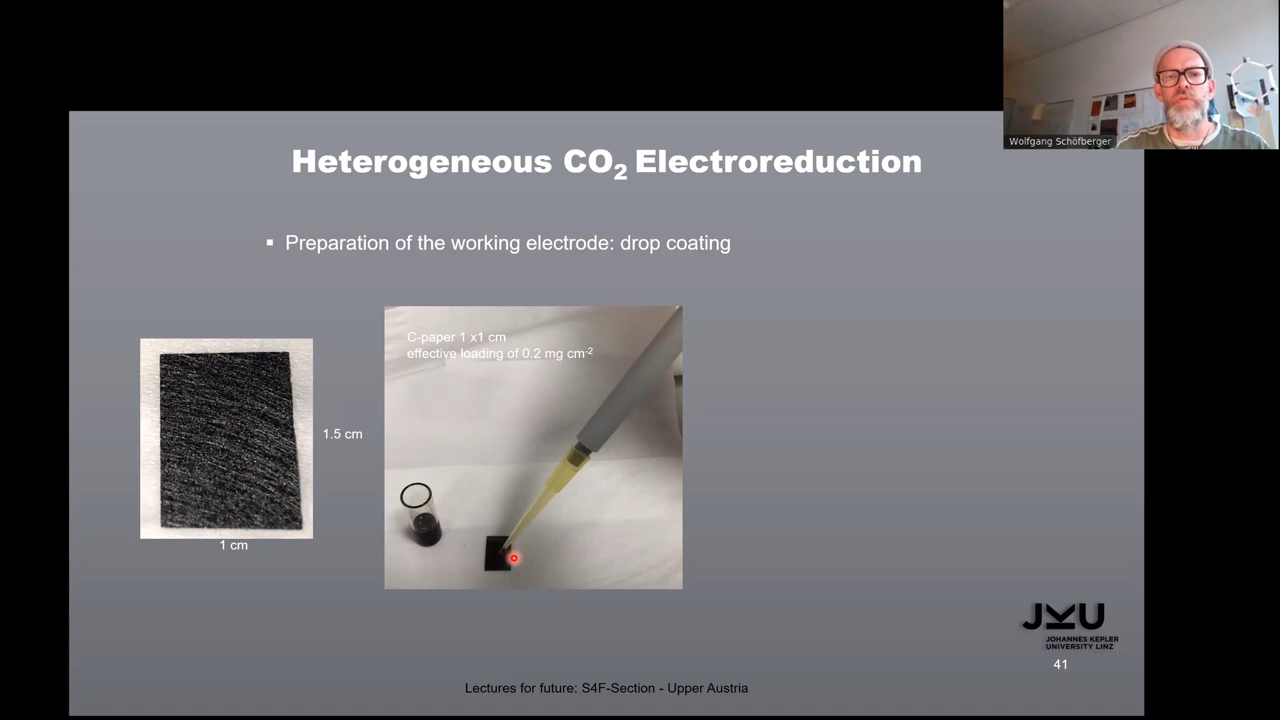 Wolfgang Schöfberger
Heterogeneous CO₂ Electroreduction
▪ Preparation of the working electrode: drop coating
C-paper 1 x1 cm
effective loading of 0.2 mg cm⁻²
1.5 cm
1 cm
JKU
JOHANNES KEPLER
UNIVERSITY LINZ
41
Lectures for future: S4F-Section - Upper Austria